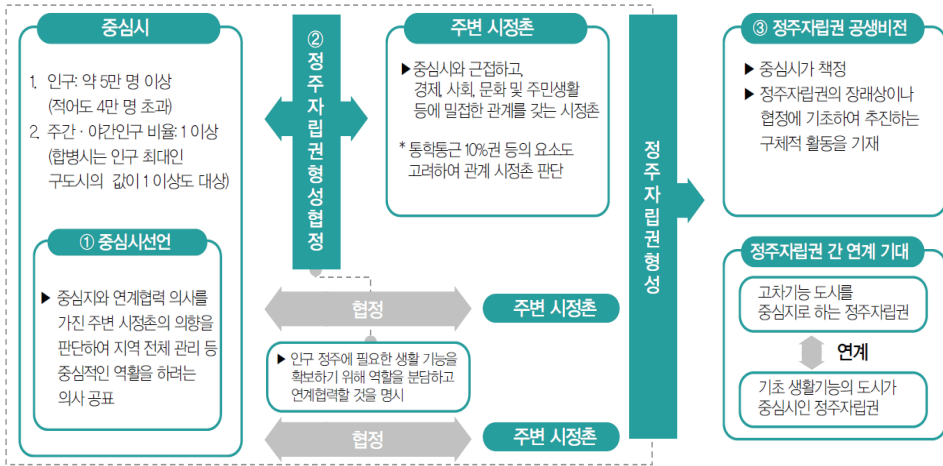 중심시
1. 인구: 약 5만 명 이상
(적어도 4만 명 초과)
2. 주간 · 야간인구 비율: 1 이상
(합병시는 인구 최대인
구도시의 값이 1 이상도 대상)
① 중심시선언
▶ 중심지와 연계협력 의사를
가진 주변 시정촌의 의향을
판단하여 지역 전체 관리 등
중심적인 역활을 하려는
의사 공표
② 정주자립권형성협정
주변 시정촌
▶ 중심시와 근접하고,
경제, 사회, 문화 및 주민생활
등에 밀접한 관계를 갖는 시정촌
* 통학통근 10%권 등의 요소도
고려하여 관계 시정촌 판단
협정
주변 시정촌
▶ 인구 정주에 필요한 생활 기능을
확보하기 위해 역할을 분담하고
연계협력할 것을 명시
협정
주변 시정촌
정주자립권형성
③ 정주자립권 공생비전
▶ 중심시가 책정
▶ 정주자립권의 장래상이나
협정에 기초하여 추진하는
구체적 활동을 기재
정주자립권 간 연계 기대
고차기능 도시를
중심지로 하는 정주자립권
연계
기초 생활기능의 도시가
중심시인 정주자립권